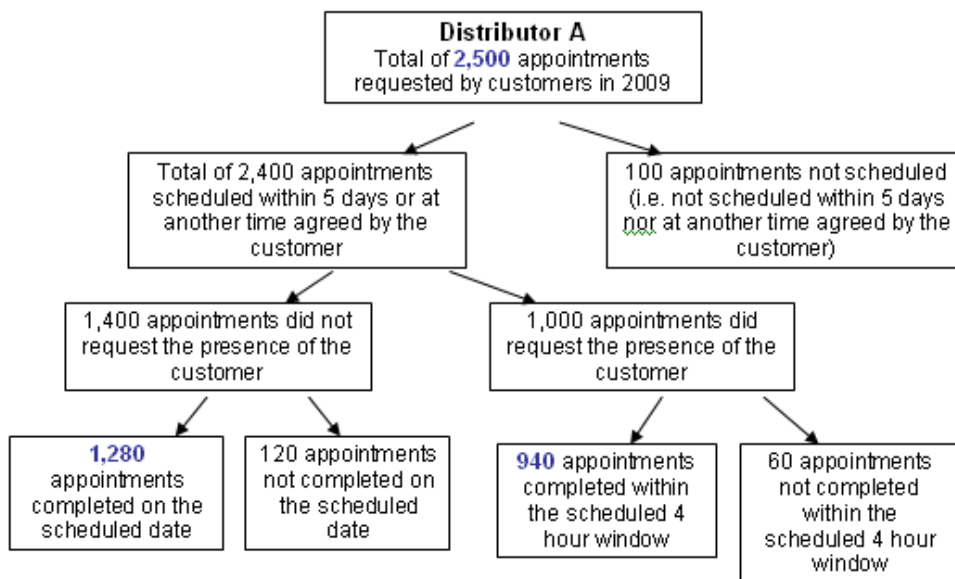 Distributor A
Total of 2,500 appointments
requested by customers in 2009
Total of 2,400 appointments
scheduled within 5 days or at
another time agreed by the
customer
100 appointments not scheduled
(i.e. not scheduled within 5 days
nor at another time agreed by the
customer)
1,400 appointments did not
request the presence of the
customer
1,000 appointments did
request the presence of the
customer
1,280
appointments
completed on the
scheduled date
120 appointments
not completed on
the scheduled
date
940 appointments
completed within
the scheduled 4
hour window
60 appointments
not completed
within the
scheduled 4 hour
window